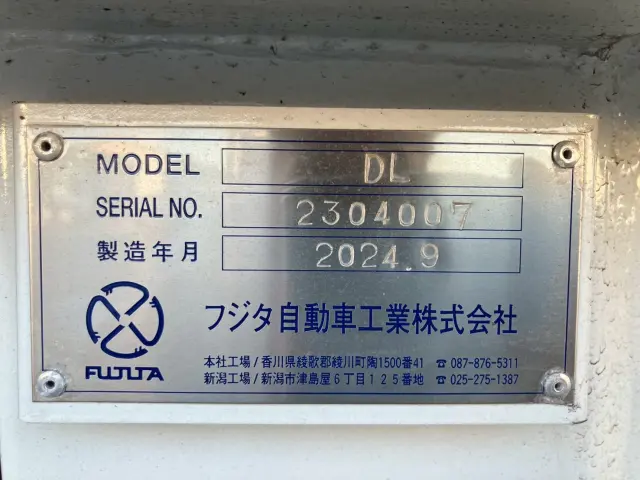 MODEL DL
SERIAL NO. 2304007
製造年月 2024.9
フジタ自動車工業株式会社
FUJITA
本社工場/香川県綾歌郡綾川町陶1500番41 ☎087-876-5311
新潟工場/新潟市津島屋6丁目125番地 ☎025-275-1387